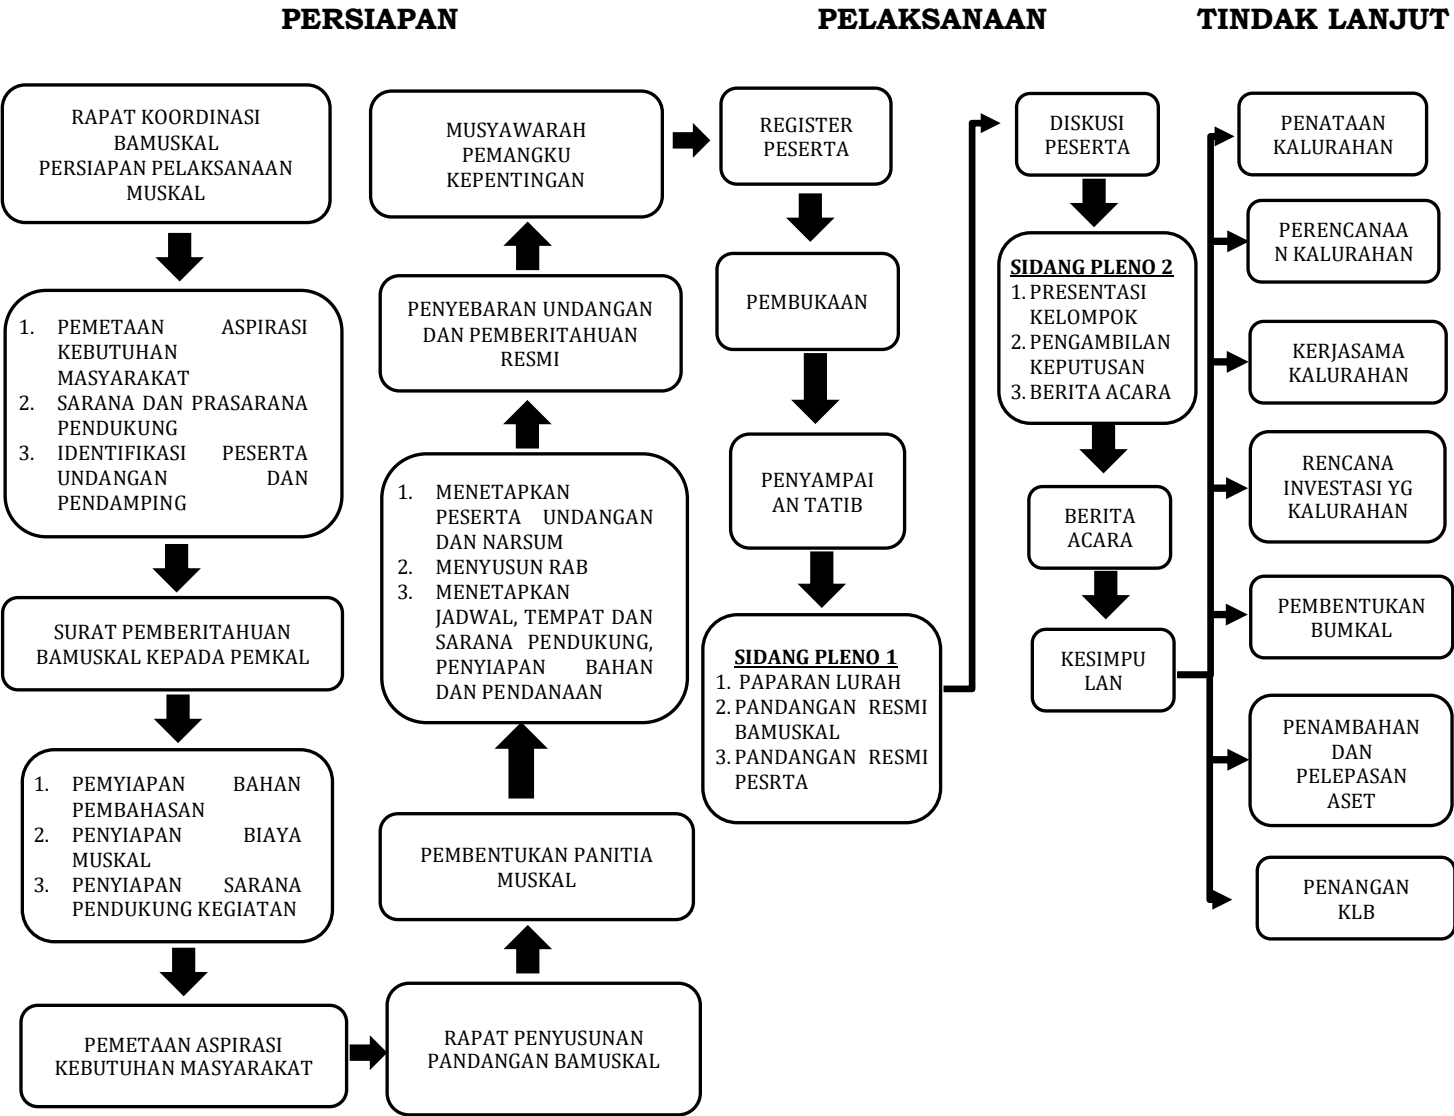 PERSIAPAN
PELAKSANAAN
TINDAK LANJUT
RAPAT KOORDINASI
BAMUSKAL
PERSIAPAN PELAKSANAAN
MUSKAL
1. PEMETAAN ASPIRASI
KEBUTUHAN
MASYARAKAT
2. SARANA DAN PRASARANA
PENDUKUNG
3. IDENTIFIKASI PESERTA
UNDANGAN DAN
PENDAMPING
SURAT PEMBERITAHUAN
BAMUSKAL KEPADA PEMKAL
1. PEMYIAPAN BAHAN
PEMBAHASAN
2. PENYIAPAN BIAYA
MUSKAL
3. PENYIAPAN SARANA
PENDUKUNG KEGIATAN
PEMETAAN ASPIRASI
KEBUTUHAN MASYARAKAT
RAPAT PENYUSUNAN
PANDANGAN BAMUSKAL
PEMBENTUKAN PANITIA
MUSKAL
1. MENETAPKAN
PESERTA UNDANGAN
DAN NARSUM
2. MENYUSUN RAB
3. MENETAPKAN
JADWAL, TEMPAT DAN
SARANA PENDUKUNG,
PENYIAPAN BAHAN
DAN PENDANAAN
PENYEBARAN UNDANGAN
DAN PEMBERITAHUAN
RESMI
MUSYAWARAH
PEMANGKU
KEPENTINGAN
REGISTER
PESERTA
PEMBUKAAN
PENYAMPAI
AN TATIB
SIDANG PLENO 1
1. PAPARAN LURAH
2. PANDANGAN RESMI
BAMUSKAL
3. PANDANGAN RESMI
PESRTA
DISKUSI
PESERTA
SIDANG PLENO 2
1. PRESENTASI
KELOMPOK
2. PENGAMBILAN
KEPUTUSAN
3. BERITA ACARA
BERITA
ACARA
KESIMPU
LAN
PENATAAN
KALURAHAN
PERENCANAA
N KALURAHAN
KERJASAMA
KALURAHAN
RENCANA
INVESTASI YG
KALURAHAN
PEMBENTUKAN
BUMKAL
PENAMBAHAN
DAN
PELEPASAN
ASET
PENANGAN
KLB